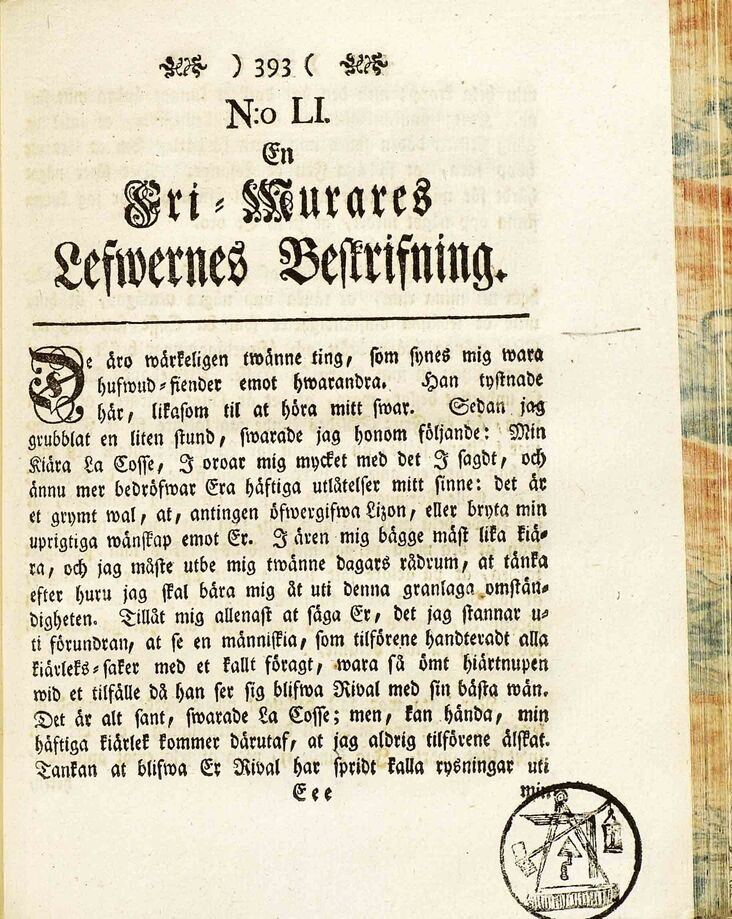 ) 393 (
N:o LI.
En
Fri-Murares
Lefwernes Beskrifning.
De äro wärkeligen twänne ting, som synes mig wara
hufwud-fiender emot hwarandra. Han tystnade
här, likasom til at höra mitt swar. Sedan jag
grubblat en liten stund, swarade jag honom följande: Min
Kiära La Cosse, J oroar mig mycket med det J sagdt, och
ännu mer bedröfwar Era häftiga utlåtelser mitt sinne: det är
et grymt wal, at, antingen öfwergifwa Lizon, eller bryta min
uprigtiga wänskap emot Er. J ären mig bägge mäst lika kiä-
ra, och jag måste utbe mig twänne dagars rådrum, at tänka
efter huru jag skal bära mig åt uti denna granlaga omstän-
digheten. Tillåt mig allenast at säga Er, det jag stannar u-
ti förundran, at se en människia, som tilförene handteradt alla
kiärleks-saker med et kallt föragt, wara så ömt hiärtnupen
wid et tilfälle då han ser sig blifwa Rival med sin bästa wän.
Det är alt sant, swarade La Cosse; men, kan hända, min
häftiga kiärlek kommer därutaf, at jag aldrig tilförene älskat.
Tankan at blifwa Er Rival har spridt kalla rysningar uti
Eee min